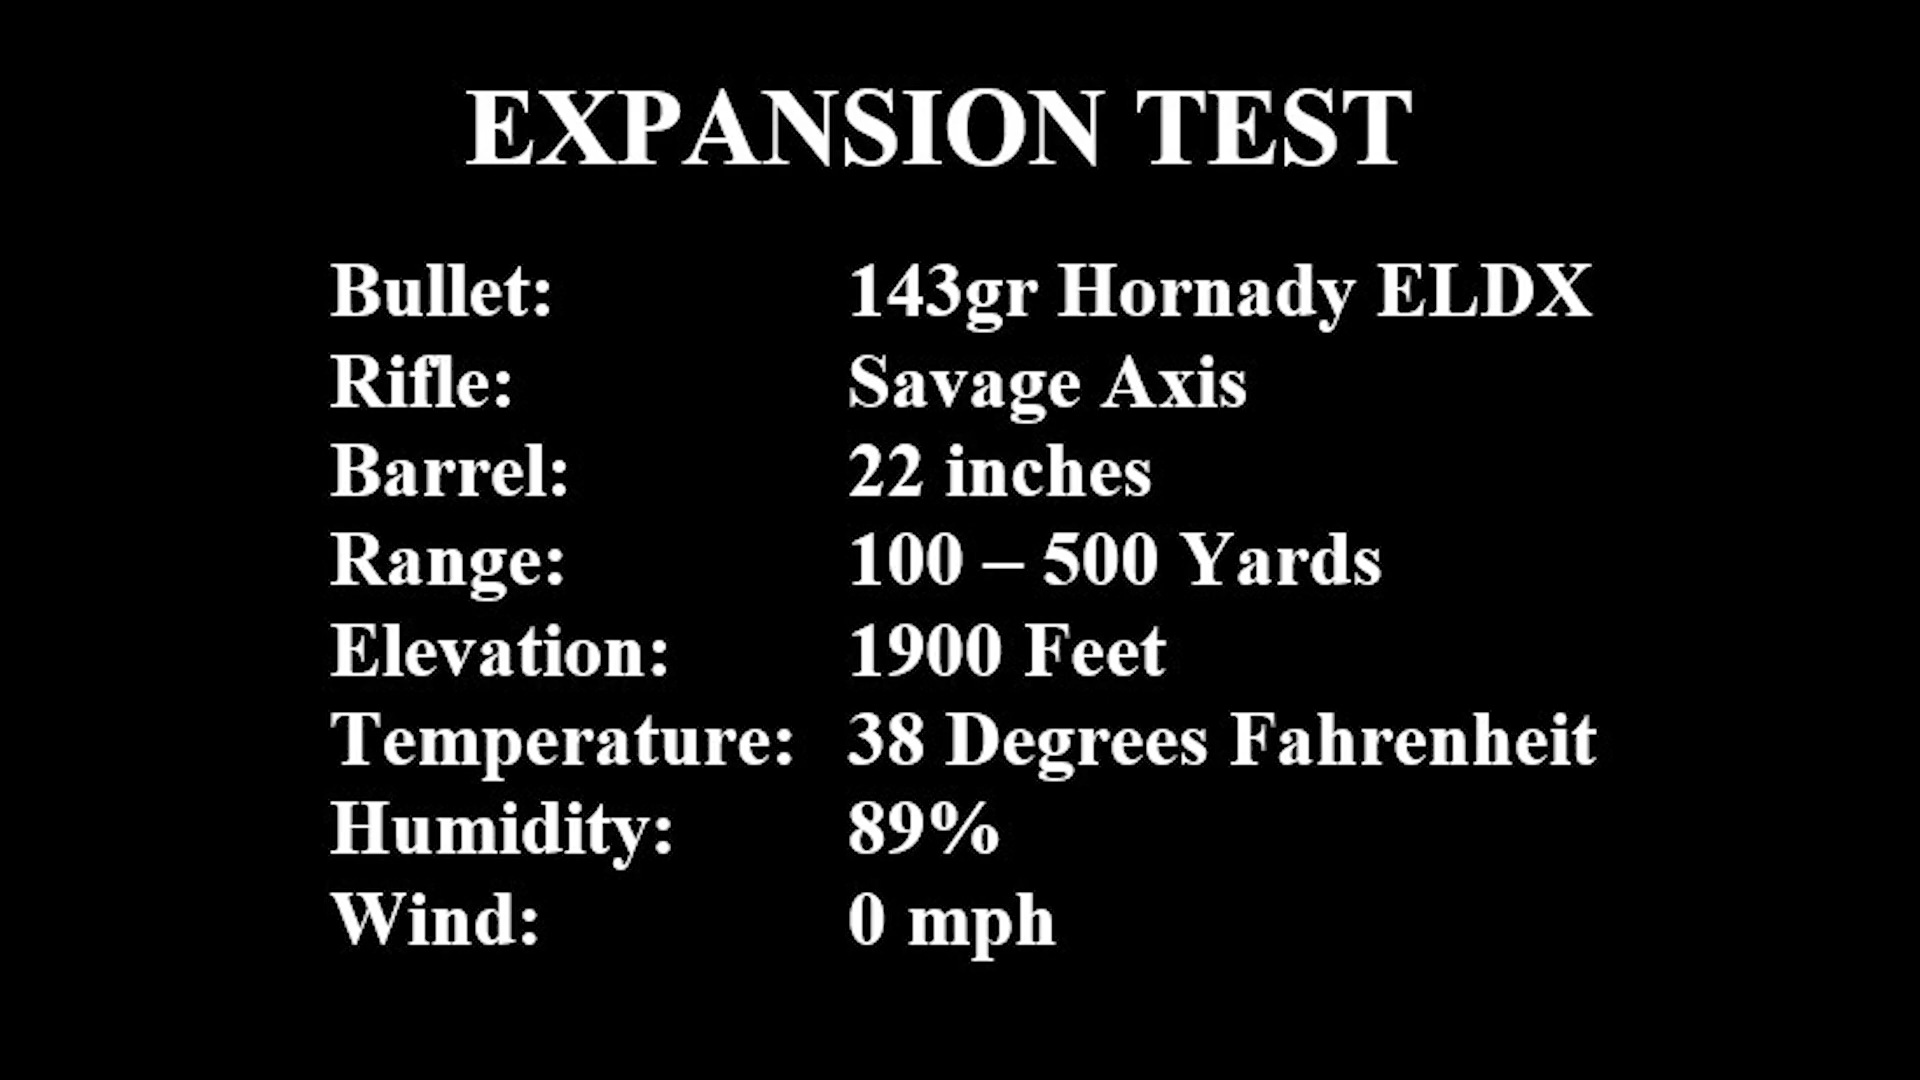 EXPANSION TEST
Bullet: 143gr Hornady ELDX
Rifle: Savage Axis
Barrel: 22 inches
Range: 100 – 500 Yards
Elevation: 1900 Feet
Temperature: 38 Degrees Fahrenheit
Humidity: 89%
Wind: 0 mph